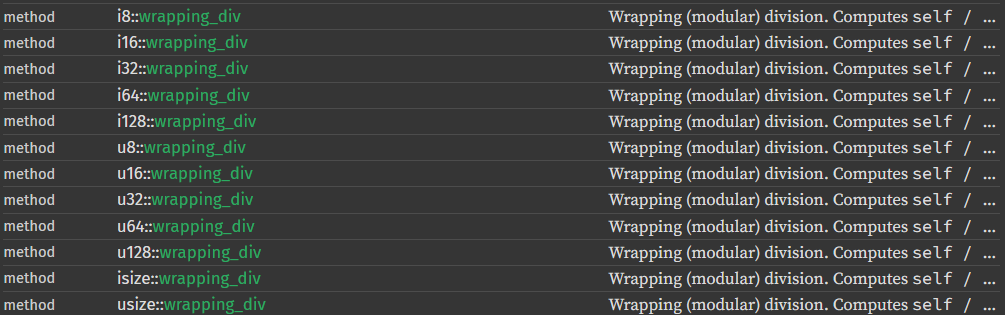 method i8::wrapping_div Wrapping (modular) division. Computes self / ...
method i16::wrapping_div Wrapping (modular) division. Computes self / ...
method i32::wrapping_div Wrapping (modular) division. Computes self / ...
method i64::wrapping_div Wrapping (modular) division. Computes self / ...
method i128::wrapping_div Wrapping (modular) division. Computes self / ...
method u8::wrapping_div Wrapping (modular) division. Computes self / ...
method u16::wrapping_div Wrapping (modular) division. Computes self / ...
method u32::wrapping_div Wrapping (modular) division. Computes self / ...
method u64::wrapping_div Wrapping (modular) division. Computes self / ...
method u128::wrapping_div Wrapping (modular) division. Computes self / ...
method isize::wrapping_div Wrapping (modular) division. Computes self / ...
method usize::wrapping_div Wrapping (modular) division. Computes self / ...